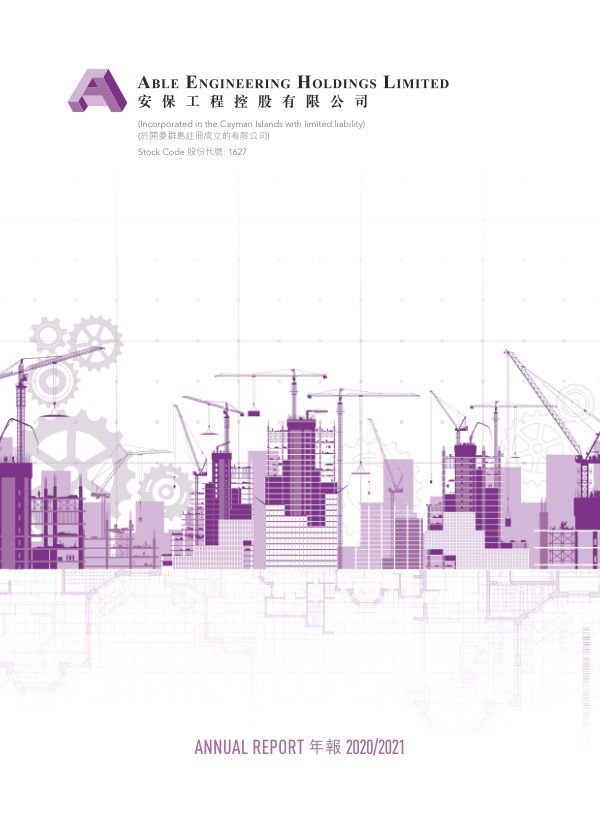 ABLE ENGINEERING HOLDINGS LIMITED
安保工程控股有限公司
(Incorporated in the Cayman Islands with limited liability)
(於開曼群島註冊成立的有限公司)
Stock Code 股份代號: 1627
ANNUAL REPORT 年報 2020/2021